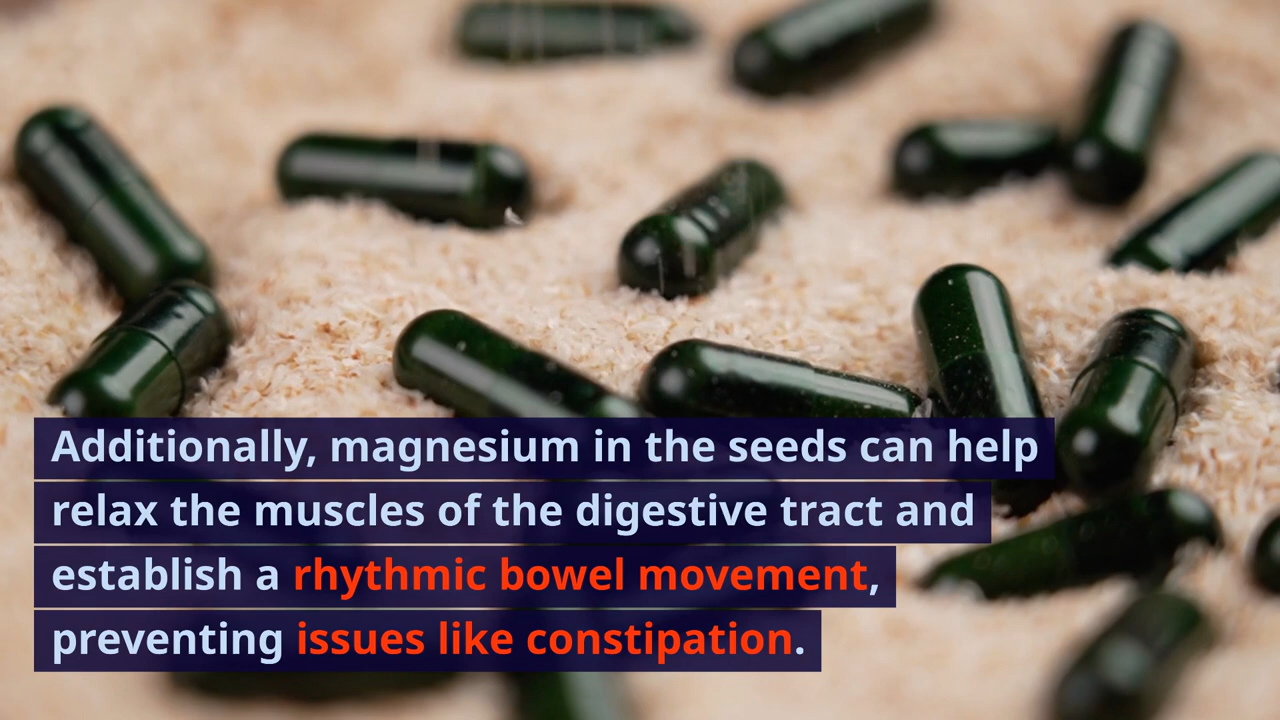 Additionally, magnesium in the seeds can help
relax the muscles of the digestive tract and
establish a rhythmic bowel movement,
preventing issues like constipation.